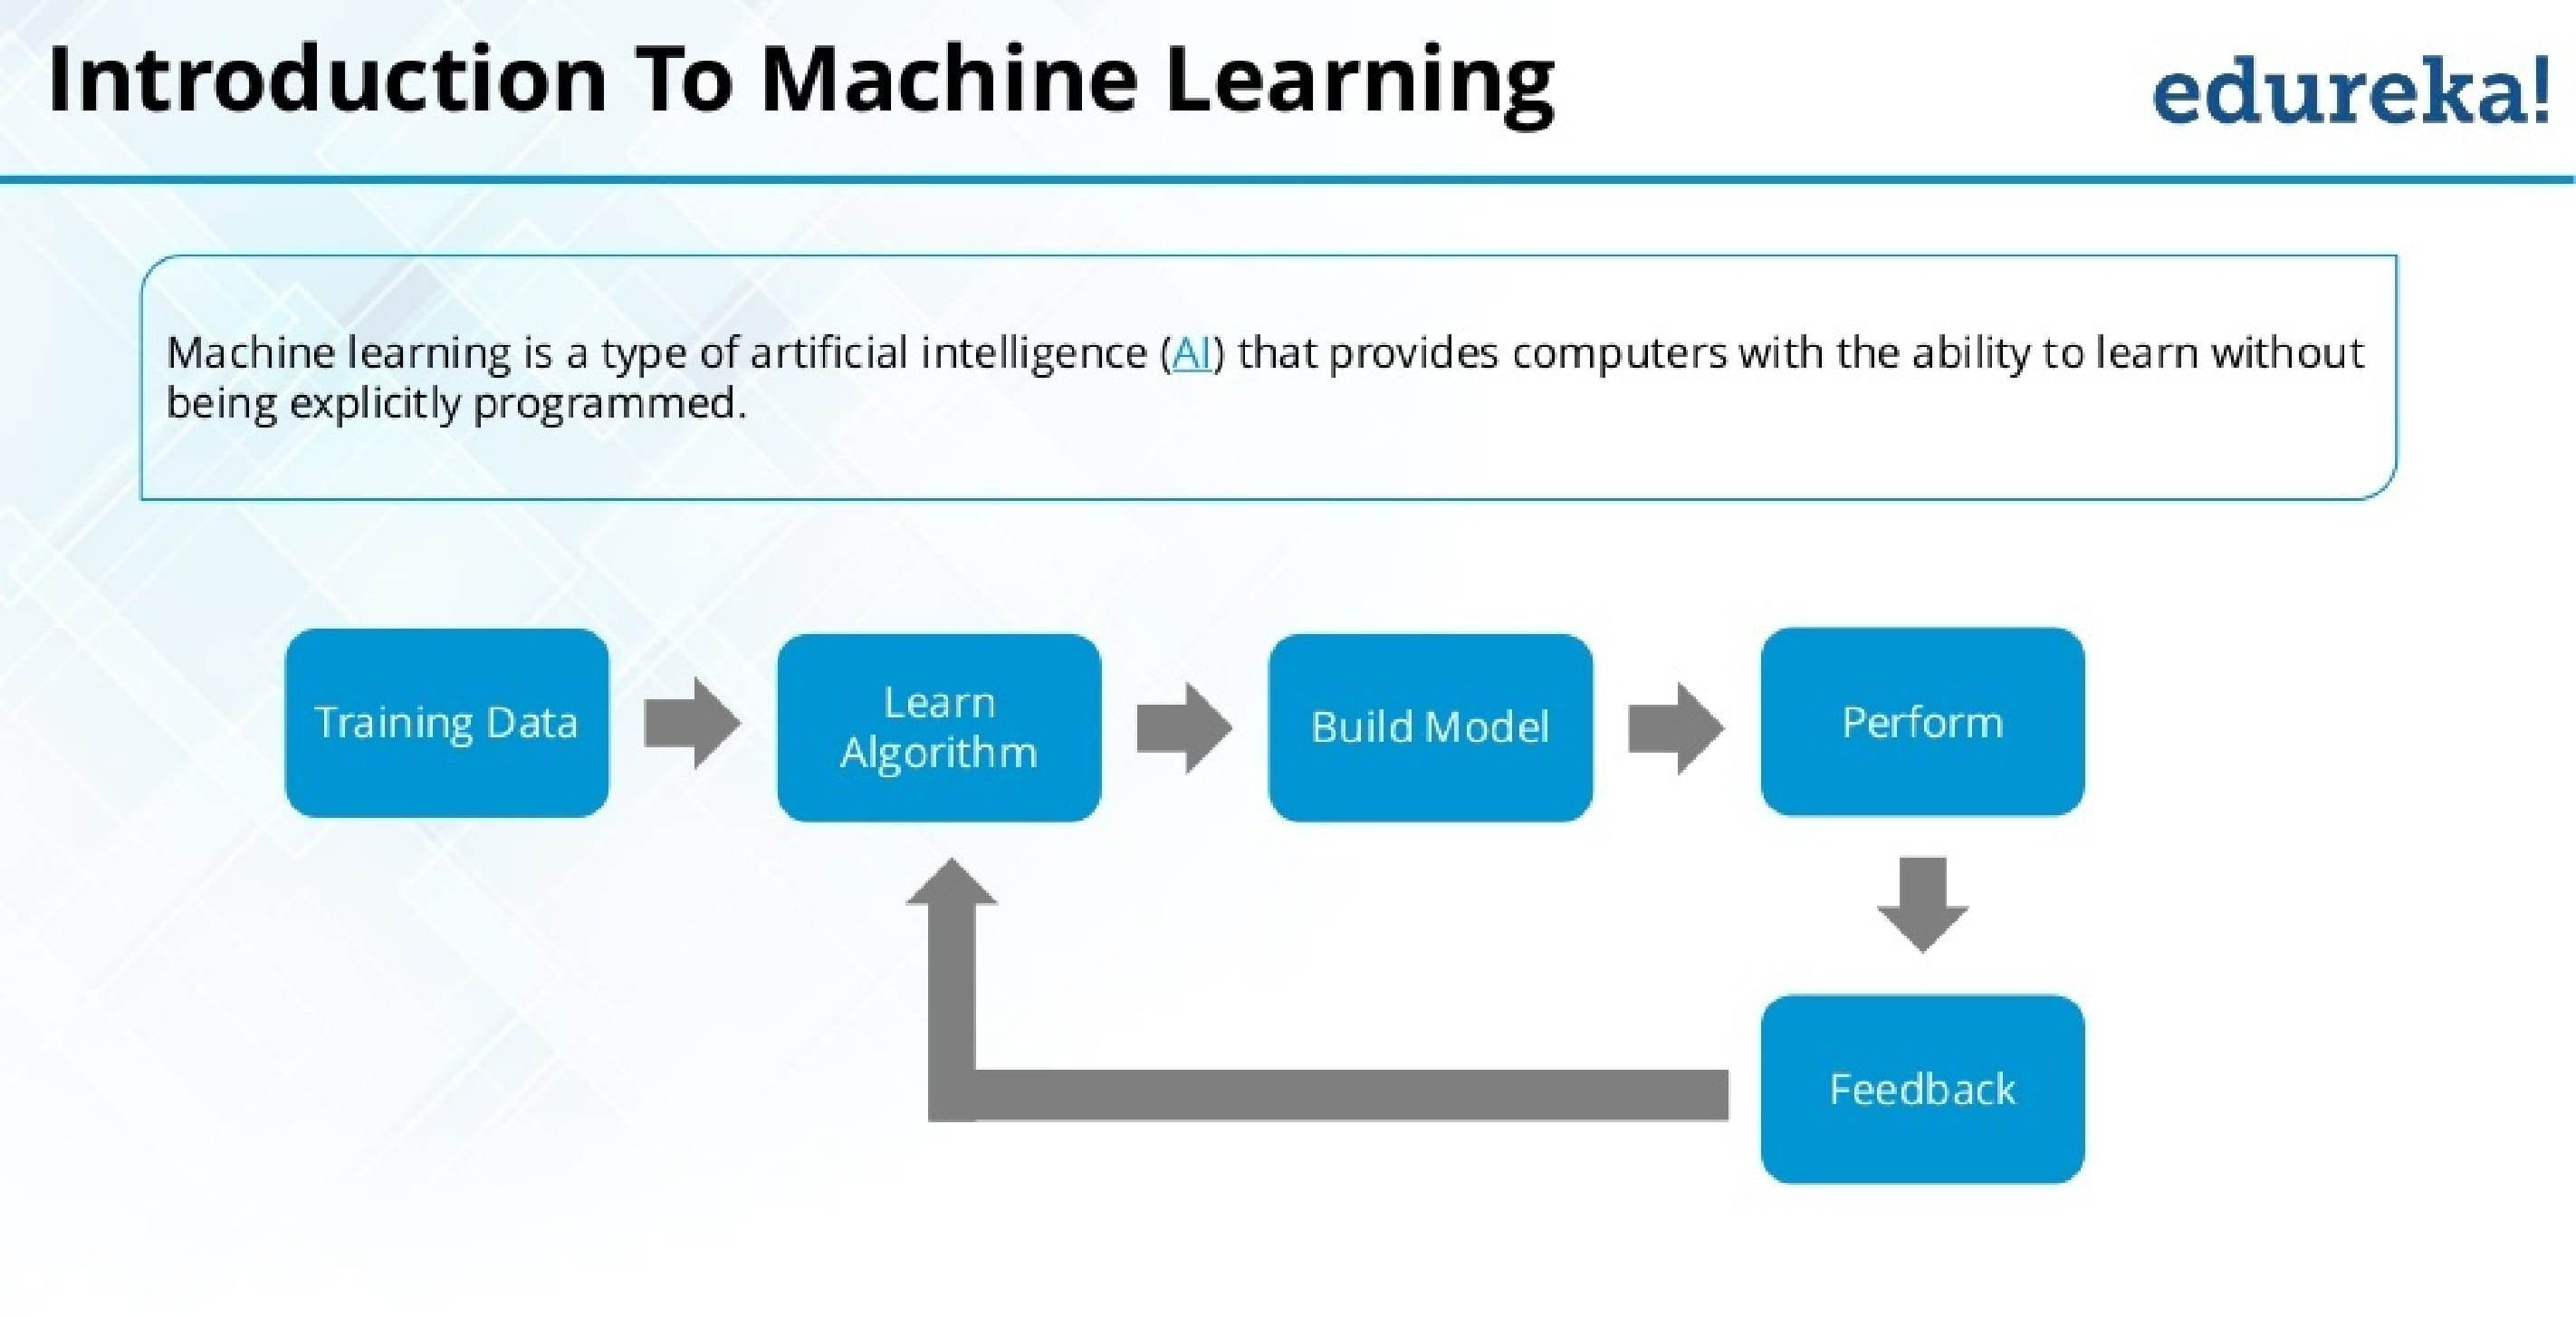 Introduction To Machine Learning
edureka!
Machine learning is a type of artificial intelligence (AI) that provides computers with the ability to learn without
being explicitly programmed.
Training Data
Learn
Algorithm
Build Model
Perform
Feedback